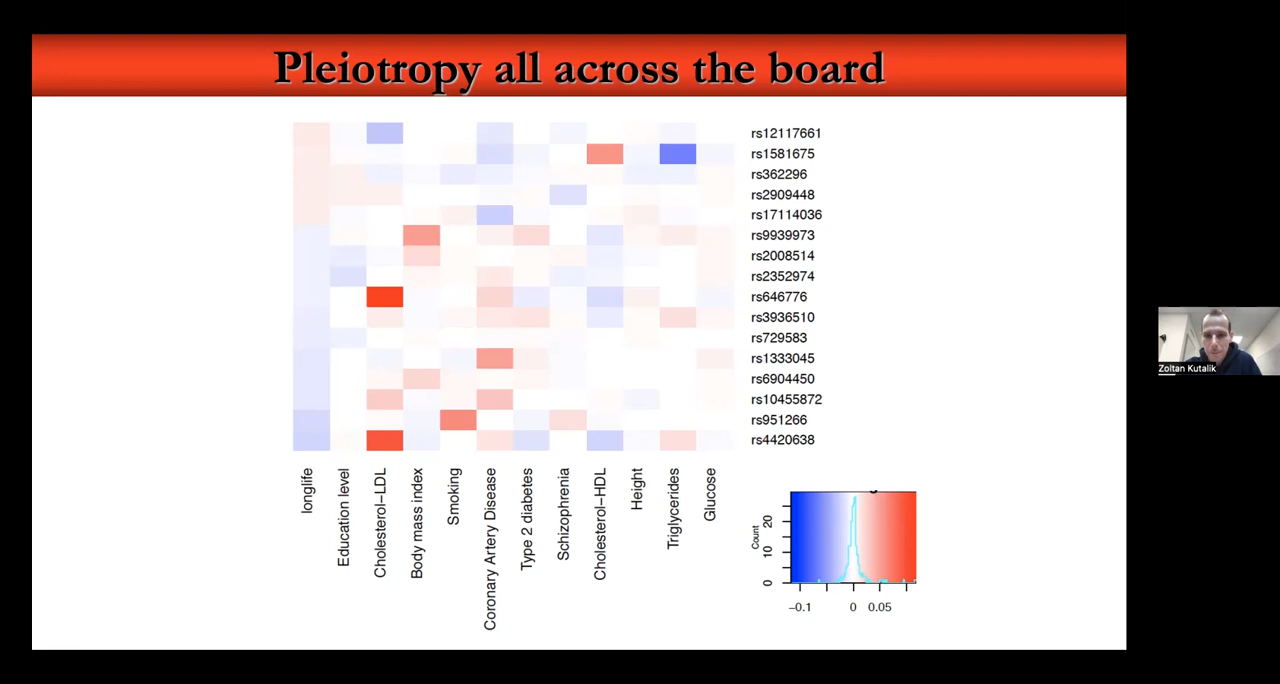 Pleiotropy all across the board
rs12117661
rs1581675
rs362296
rs2909448
rs17114036
rs9939973
rs2008514
rs2352974
rs646776
rs3936510
rs729583
rs1333045
rs6904450
rs10455872
rs951266
rs4420638
longlife
Education level
Cholesterol−LDL
Body mass index
Smoking
Coronary Artery Disease
Type 2 diabetes
Schizophrenia
Cholesterol−HDL
Height
Triglycerides
Glucose
Count
0 10 20
−0.1 0 0.05
Zoltan Kutalik